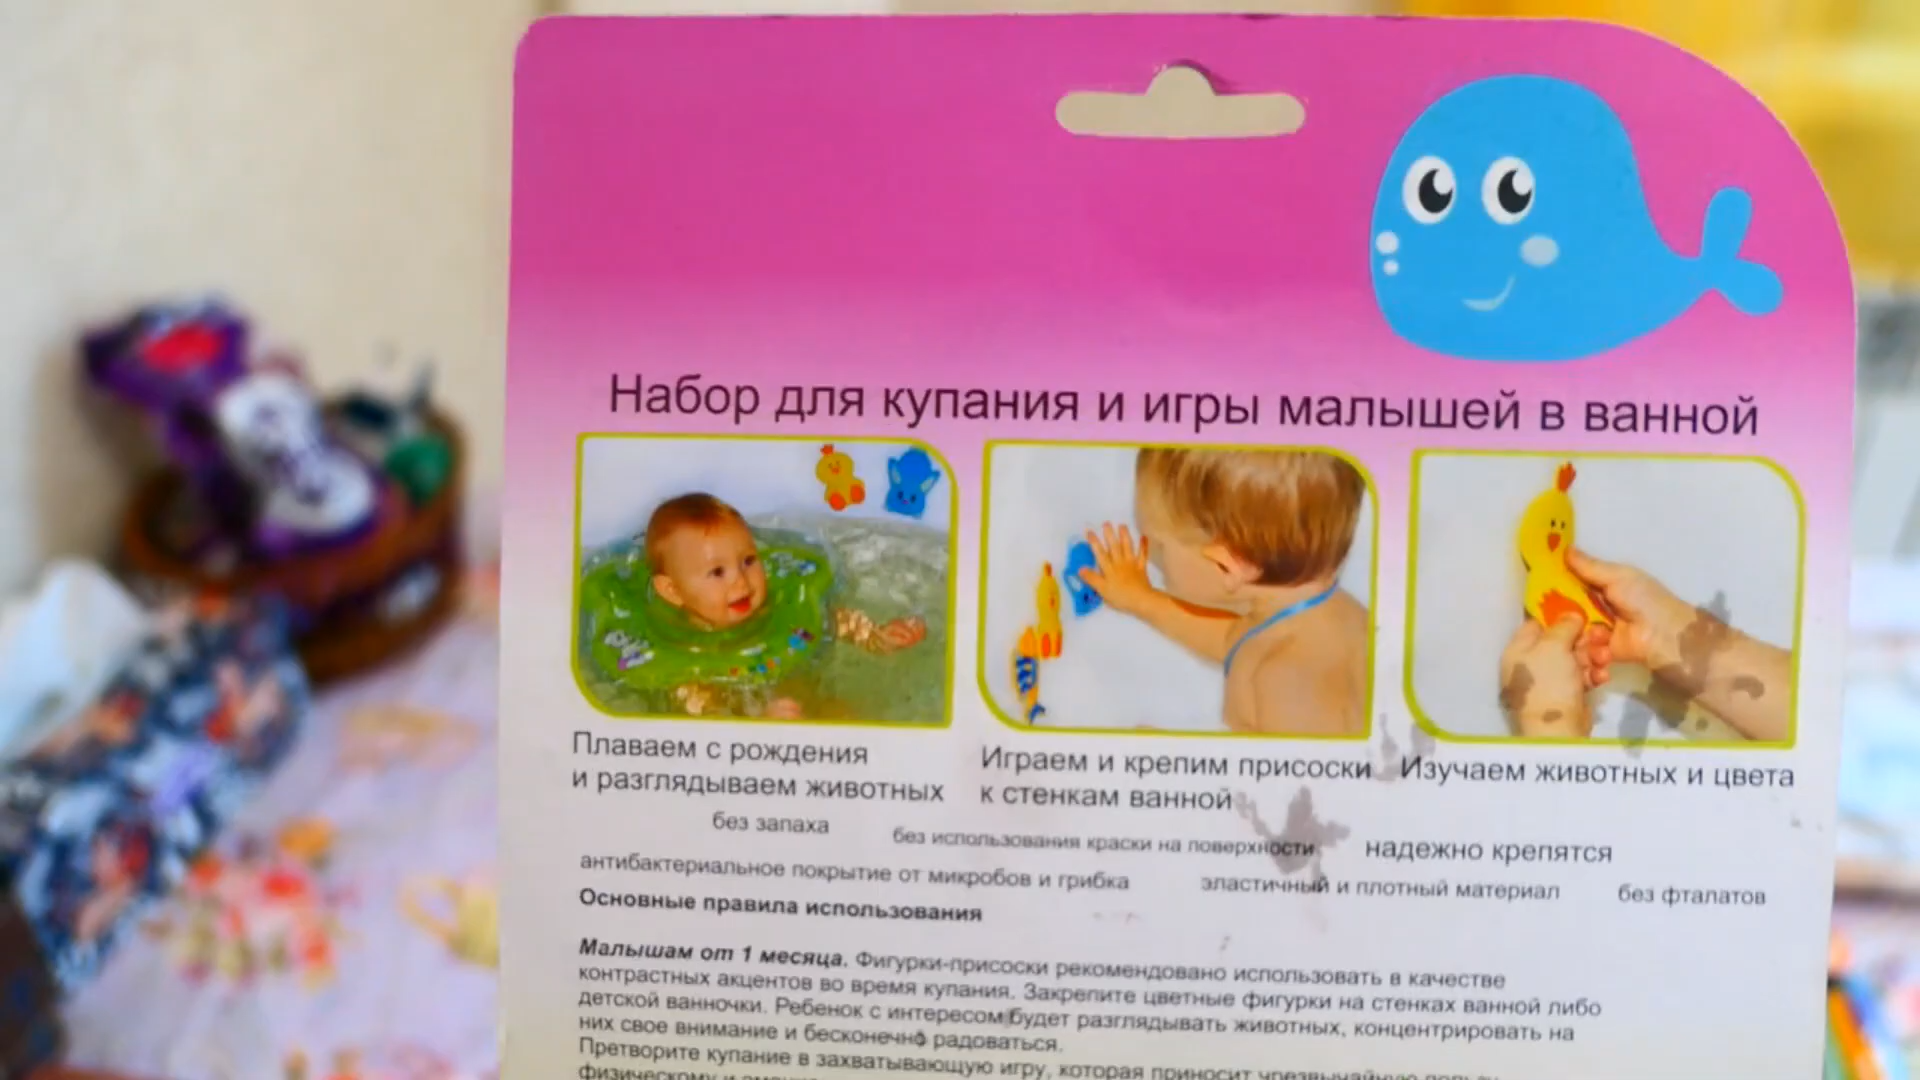 Набор для купания и игры малышей в ванной
Плаваем с рождения
и разглядываем животных
Играем и крепим присоски
к стенкам ванной
Изучаем животных и цвета
без запаха
без использования краски на поверхности
надежно крепятся
антибактериальное покрытие от микробов и грибка
эластичный и плотный материал
без фталатов
Основные правила использования
Малышам от 1 месяца. Фигурки-присоски рекомендовано использовать в качестве
контрастных акцентов во время купания. Закрепите цветные фигурки на стенках ванной либо
детской ванночки. Ребенок с интересом будет разглядывать животных, концентрировать на
них свое внимание и бесконечно радоваться.
Претворите купание в захватывающую игру, которая приносит чрезвычайную пользу
физическому и